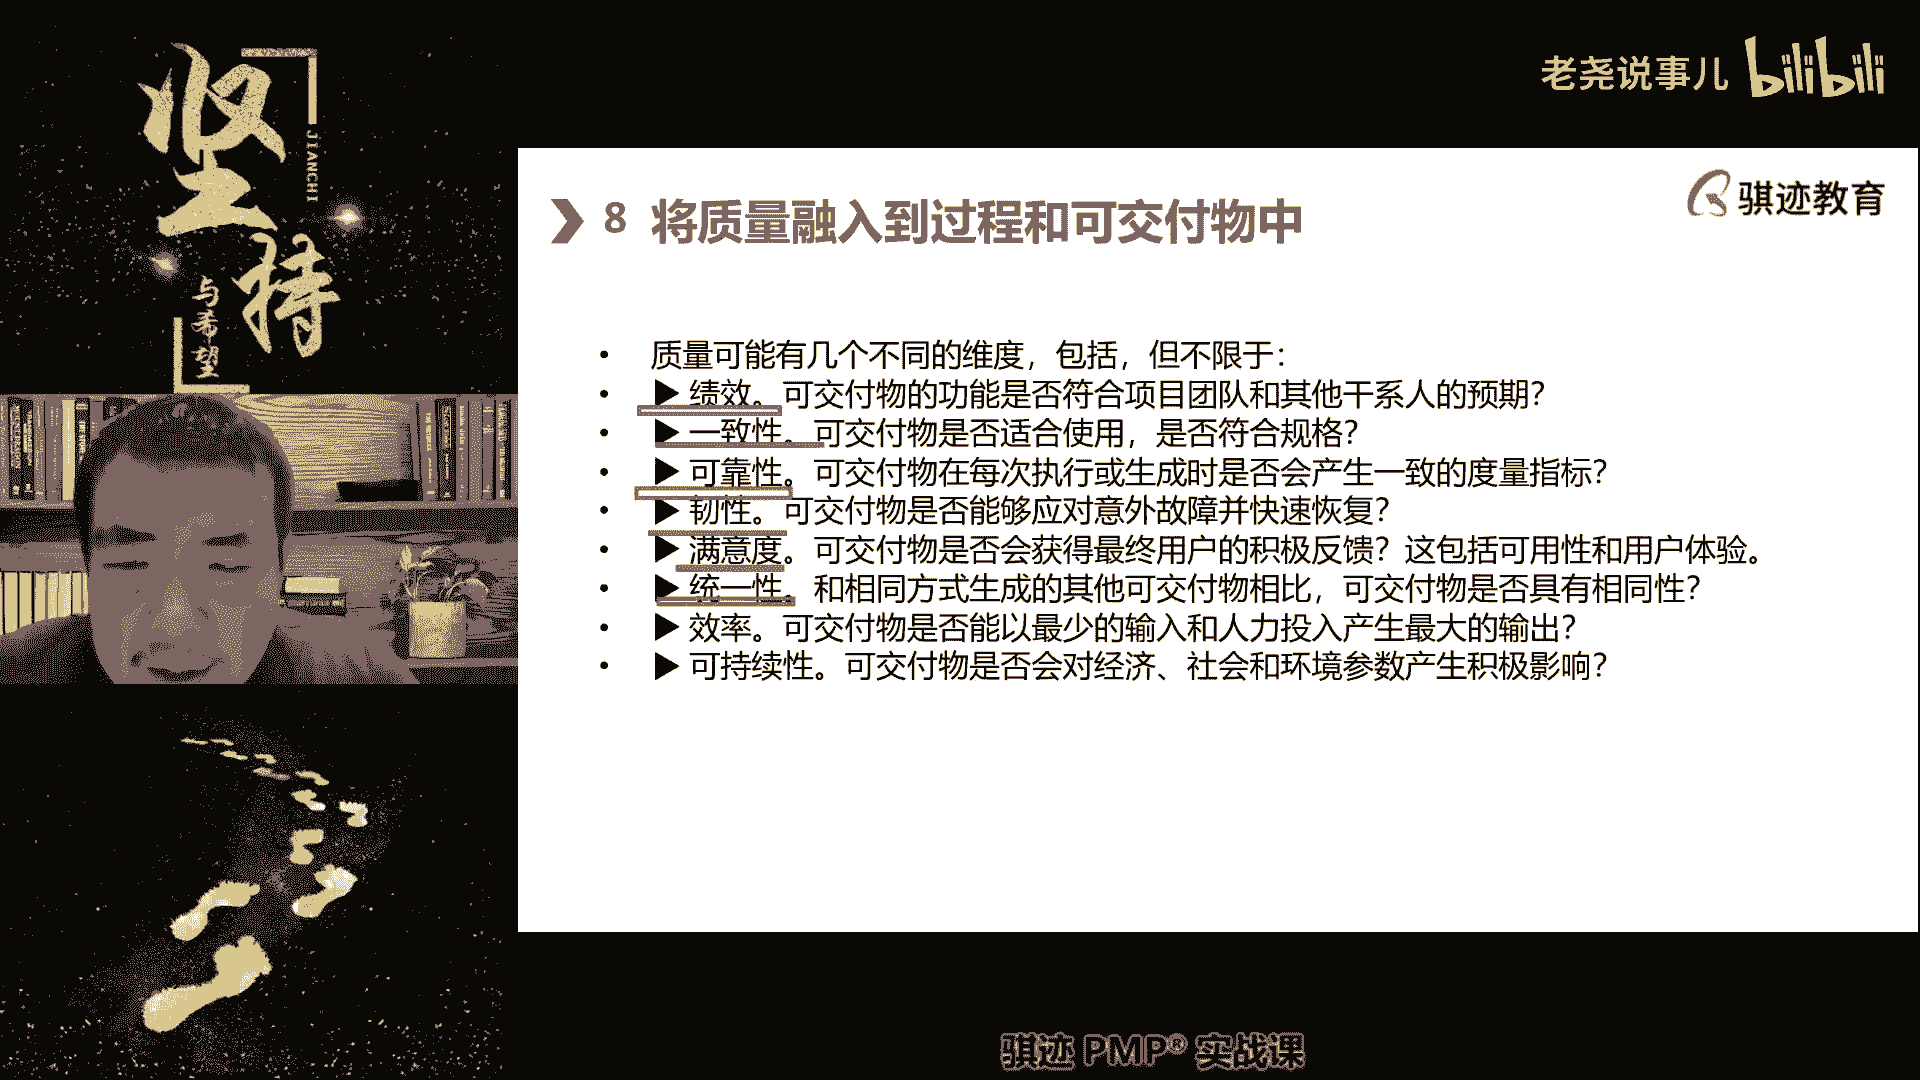 坚持
JIANCHI
与希望
老尧说事儿 bilibili
骐迹教育
8 将质量融入到过程和可交付物中
• 质量可能有几个不同的维度，包括，但不限于：
• ▶ 绩效。可交付物的功能是否符合项目团队和其他干系人的预期？
• ▶ 一致性。可交付物是否适合使用，是否符合规格？
• ▶ 可靠性。可交付物在每次执行或生成时是否会产生一致的度量指标？
• ▶ 韧性。可交付物是否能够应对意外故障并快速恢复？
• ▶ 满意度。可交付物是否会获得最终用户的积极反馈？这包括可用性和用户体验。
• ▶ 统一性。和相同方式生成的其他可交付物相比，可交付物是否具有相同性？
• ▶ 效率。可交付物是否能以最少的输入和人力投入产生最大的输出？
• ▶ 可持续性。可交付物是否会对经济、社会和环境参数产生积极影响？
骐迹 PMP® 实战课